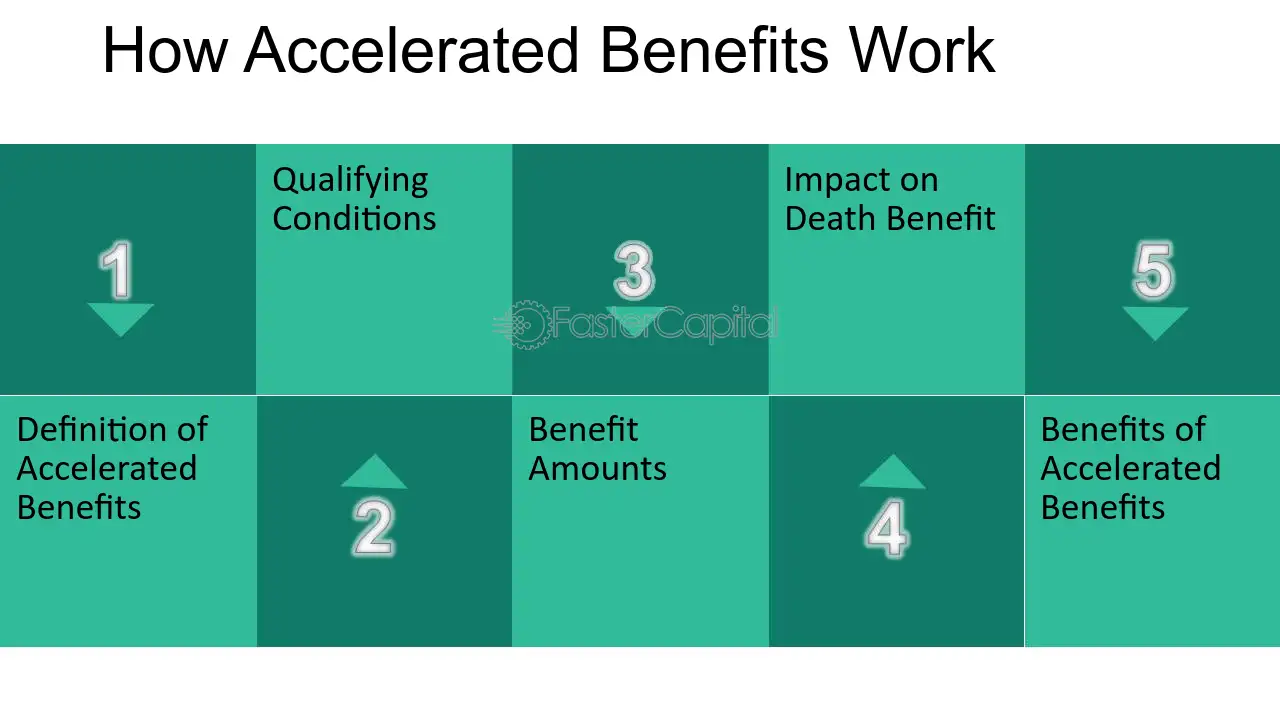 How Accelerated Benefits Work
1
Definition of
Accelerated
Benefits
Qualifying
Conditions
2
3
Benefit
Amounts
Impact on
Death Benefit
4
5
Benefits of
Accelerated
Benefits
FasterCapital